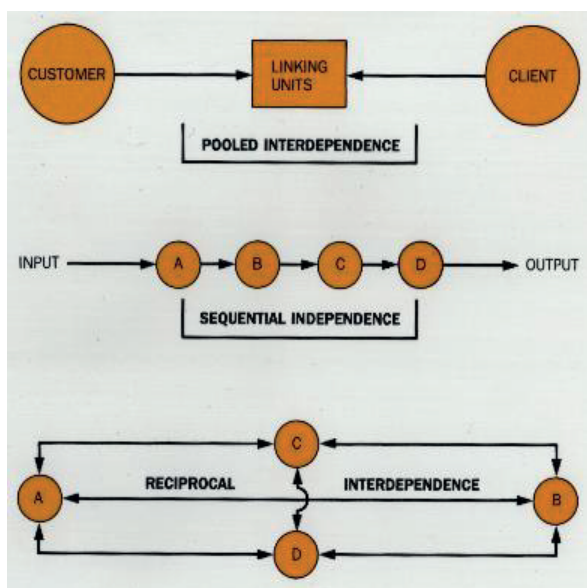 CUSTOMER
LINKING
UNITS
CLIENT
POOLED INTERDEPENDENCE
INPUT
A
B
C
D
OUTPUT
SEQUENTIAL INDEPENDENCE
C
A
RECIPROCAL
INTERDEPENDENCE
B
D